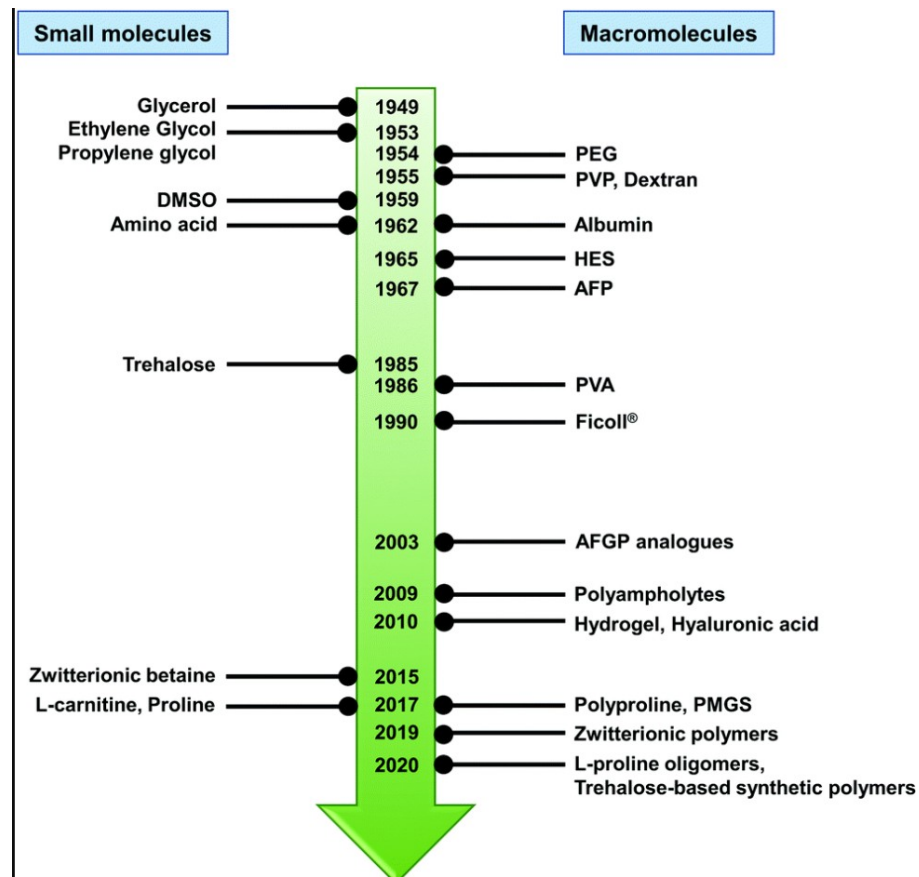 Small molecules
Macromolecules
Glycerol
1949
Ethylene Glycol
1953
Propylene glycol
1954
PEG
1955
PVP, Dextran
DMSO
1959
Amino acid
1962
Albumin
1965
HES
1967
AFP
Trehalose
1985
1986
PVA
1990
Ficoll®
2003
AFGP analogues
2009
Polyampholytes
2010
Hydrogel, Hyaluronic acid
Zwitterionic betaine
2015
L-carnitine, Proline
2017
Polyproline, PMGS
2019
Zwitterionic polymers
2020
L-proline oligomers,
Trehalose-based synthetic polymers